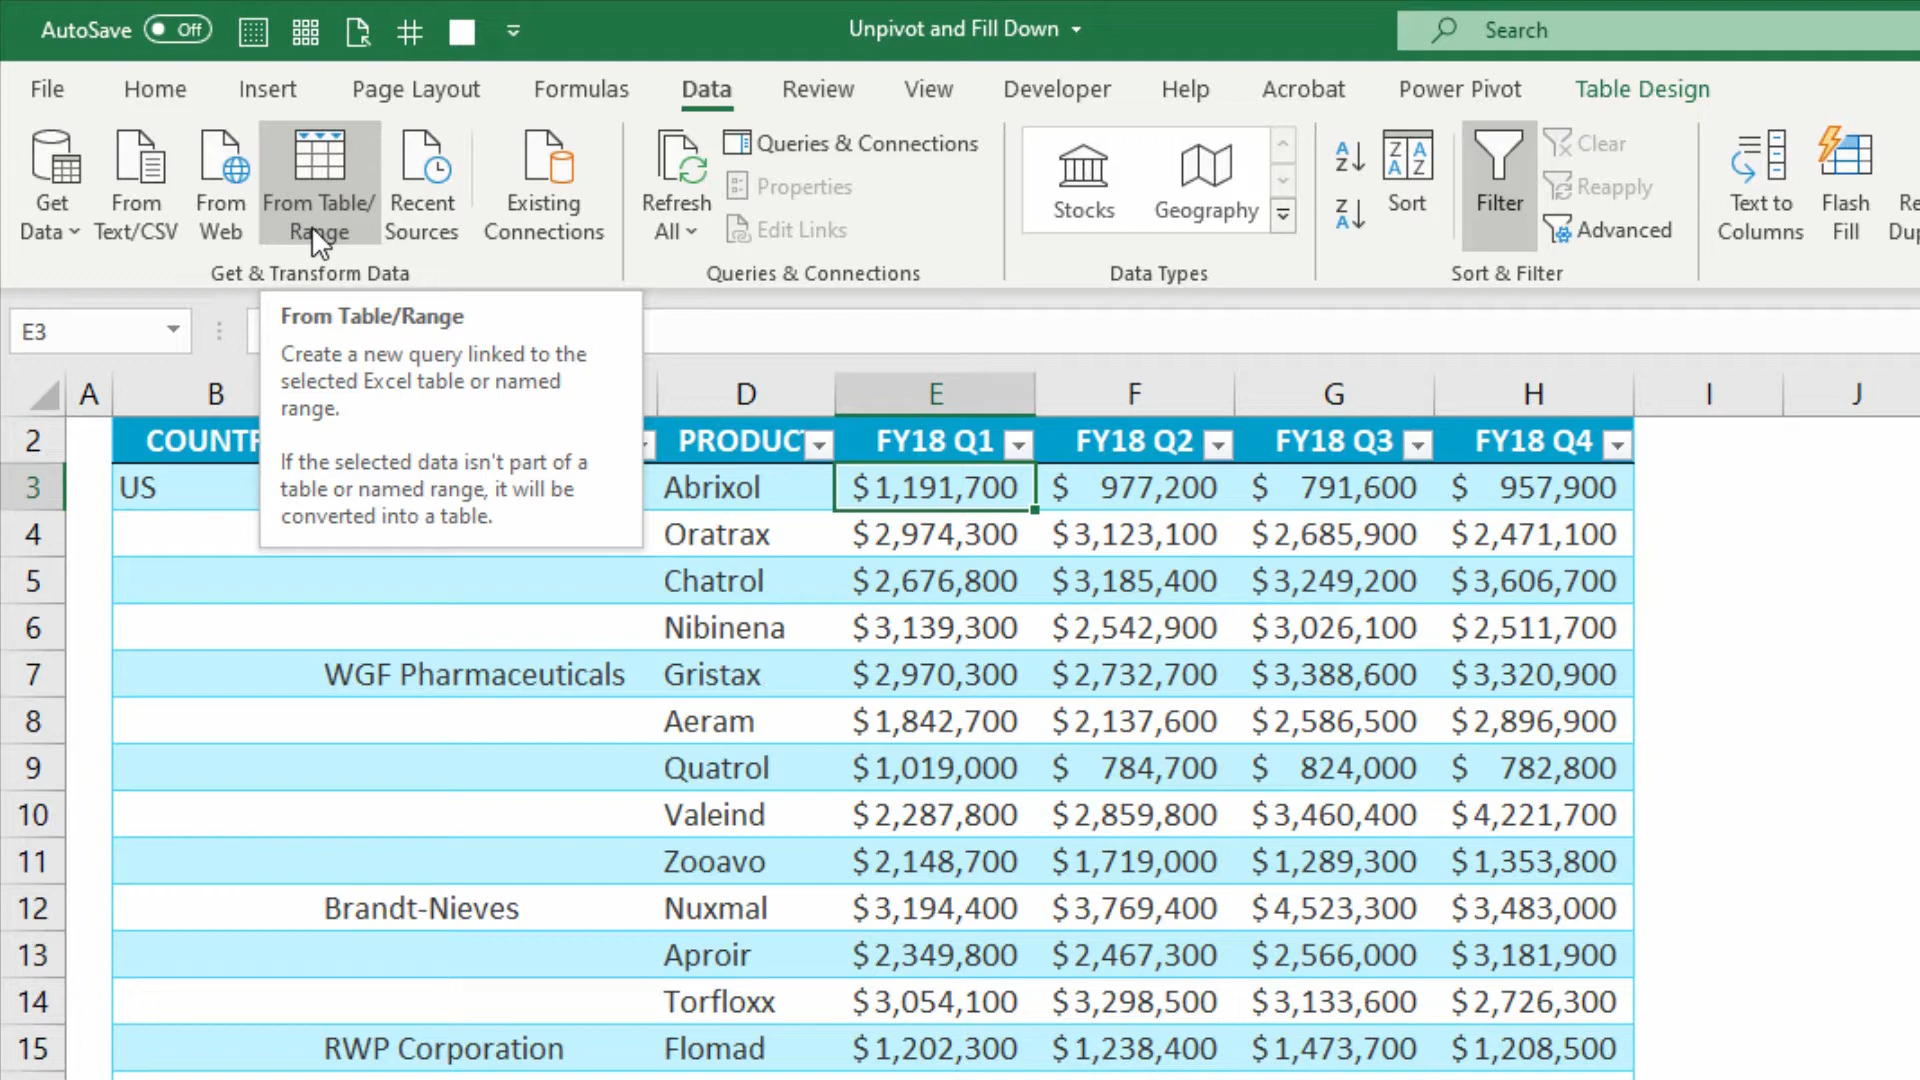 AutoSave Off Unpivot and Fill Down Search
File Home Insert Page Layout Formulas Data Review View Developer Help Acrobat Power Pivot Table Design
Get Data
From Text/CSV
From Web
From Table/Range
Recent Sources
Existing Connections
Get & Transform Data
Refresh All
Queries & Connections
Properties
Edit Links
Queries & Connections
Stocks Geography
Data Types
Sort
Filter
Clear
Reapply
Advanced
Sort & Filter
Text to Columns
Flash Fill
E3
From Table/Range
Create a new query linked to the
selected Excel table or named
range.
If the selected data isn't part of a
table or named range, it will be
converted into a table.
A B D E F G H I J
2 COUNTR PRODUC FY18 Q1 FY18 Q2 FY18 Q3 FY18 Q4
3 US Abrixol $1,191,700 $ 977,200 $ 791,600 $ 957,900
4 Oratrax $2,974,300 $3,123,100 $2,685,900 $2,471,100
5 Chatrol $2,676,800 $3,185,400 $3,249,200 $3,606,700
6 Nibinena $3,139,300 $2,542,900 $3,026,100 $2,511,700
7 WGF Pharmaceuticals Gristax $2,970,300 $2,732,700 $3,388,600 $3,320,900
8 Aeram $1,842,700 $2,137,600 $2,586,500 $2,896,900
9 Quatrol $1,019,000 $ 784,700 $ 824,000 $ 782,800
10 Valeind $2,287,800 $2,859,800 $3,460,400 $4,221,700
11 Zooavo $2,148,700 $1,719,000 $1,289,300 $1,353,800
12 Brandt-Nieves Nuxmal $3,194,400 $3,769,400 $4,523,300 $3,483,000
13 Aproir $2,349,800 $2,467,300 $2,566,000 $3,181,900
14 Torfloxx $3,054,100 $3,298,500 $3,133,600 $2,726,300
15 RWP Corporation Flomad $1,202,300 $1,238,400 $1,473,700 $1,208,500